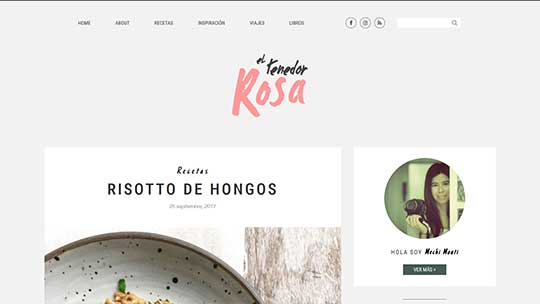 HOME ABOUT RECETAS INSPIRACIÓN VIAJES LIBROS
el tenedor
Rosa
Recetas
RISOTTO DE HONGOS
25 septiembre, 2017
HOLA SOY Mechi Monti
VER MÁS »